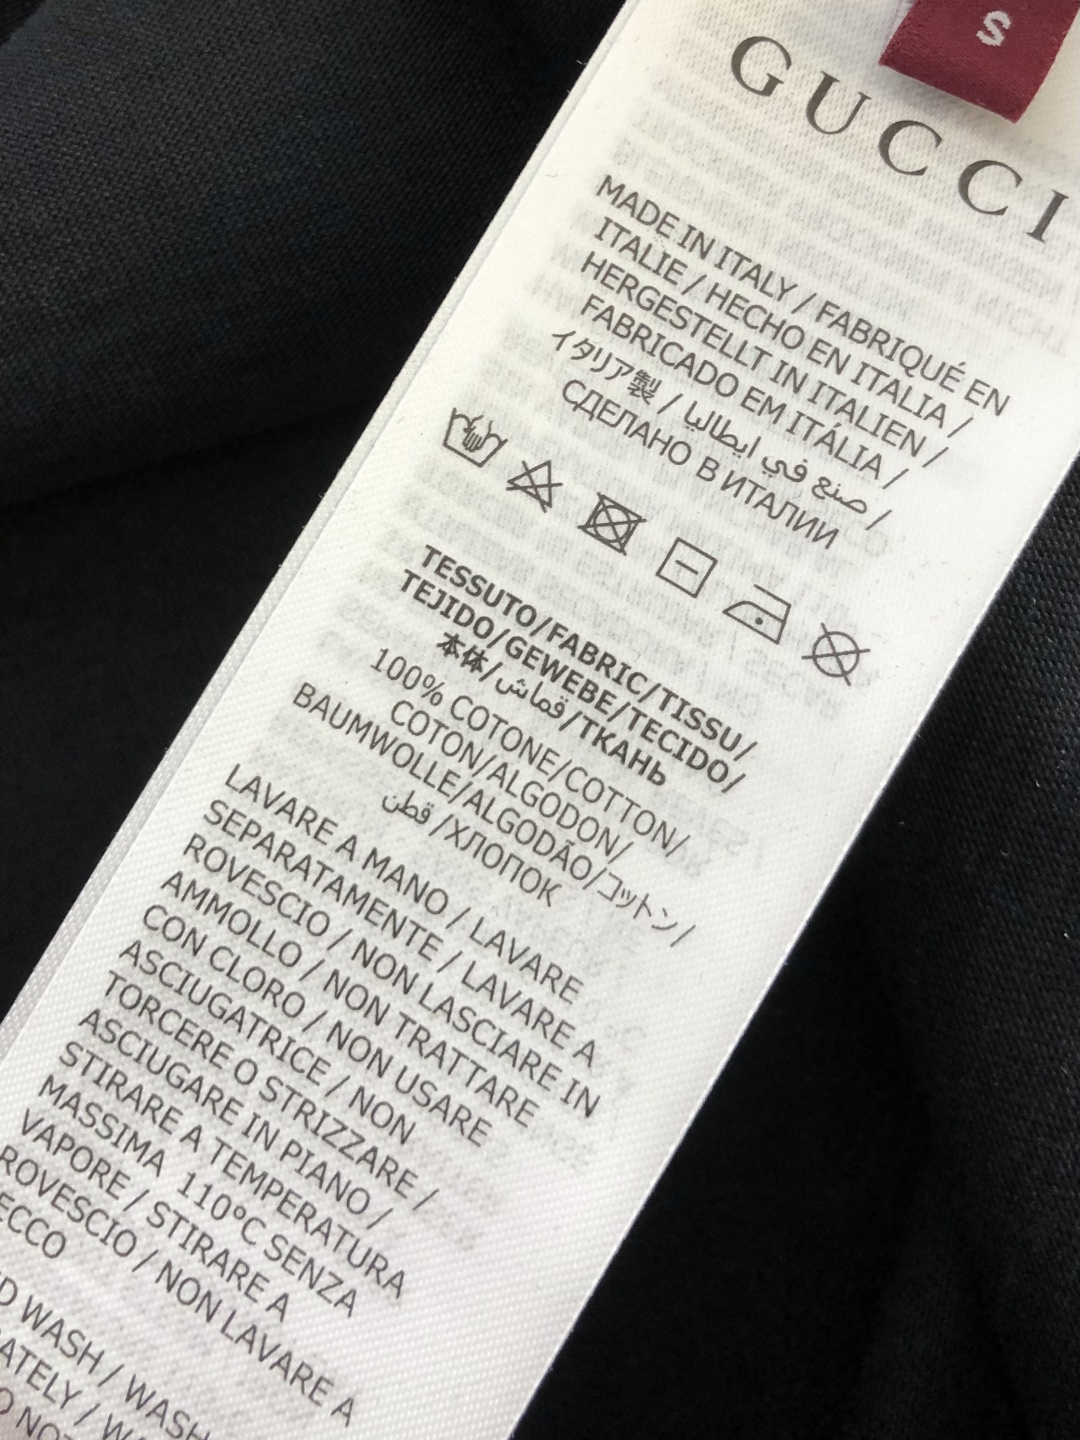 S
GUCCI
MADE IN ITALY / FABRIQUÉ EN
ITALIE / HECHO EN ITALIA /
HERGESTELLT IN ITALIEN /
FABRICADO EM ITÁLIA /
イタリア製 / صنع في ايطاليا /
СДЕЛАНО В ИТАЛИИ
TESSUTO/FABRIC/TISSU/
TEJIDO/GEWEBE/TECIDO/
本体/قماش/ТКАНЬ
100% COTONE/COTTON/
COTON/ALGODON/
BAUMWOLLE/ALGODÃO/コットン/
قطن /ХЛОПОК
LAVARE A MANO / LAVARE
SEPARATAMENTE / LAVARE A
ROVESCIO / NON LASCIARE IN
AMMOLLO / NON TRATTARE
CON CLORO / NON USARE
ASCIUGATRICE / NON
TORCERE O STRIZZARE /
ASCIUGARE IN PIANO /
STIRARE A TEMPERATURA
MASSIMA 110°C SENZA
VAPORE / STIRARE A
ROVESCIO / NON LAVARE A
ECCO
D WASH / WASH
ATELY / WA
O NOT